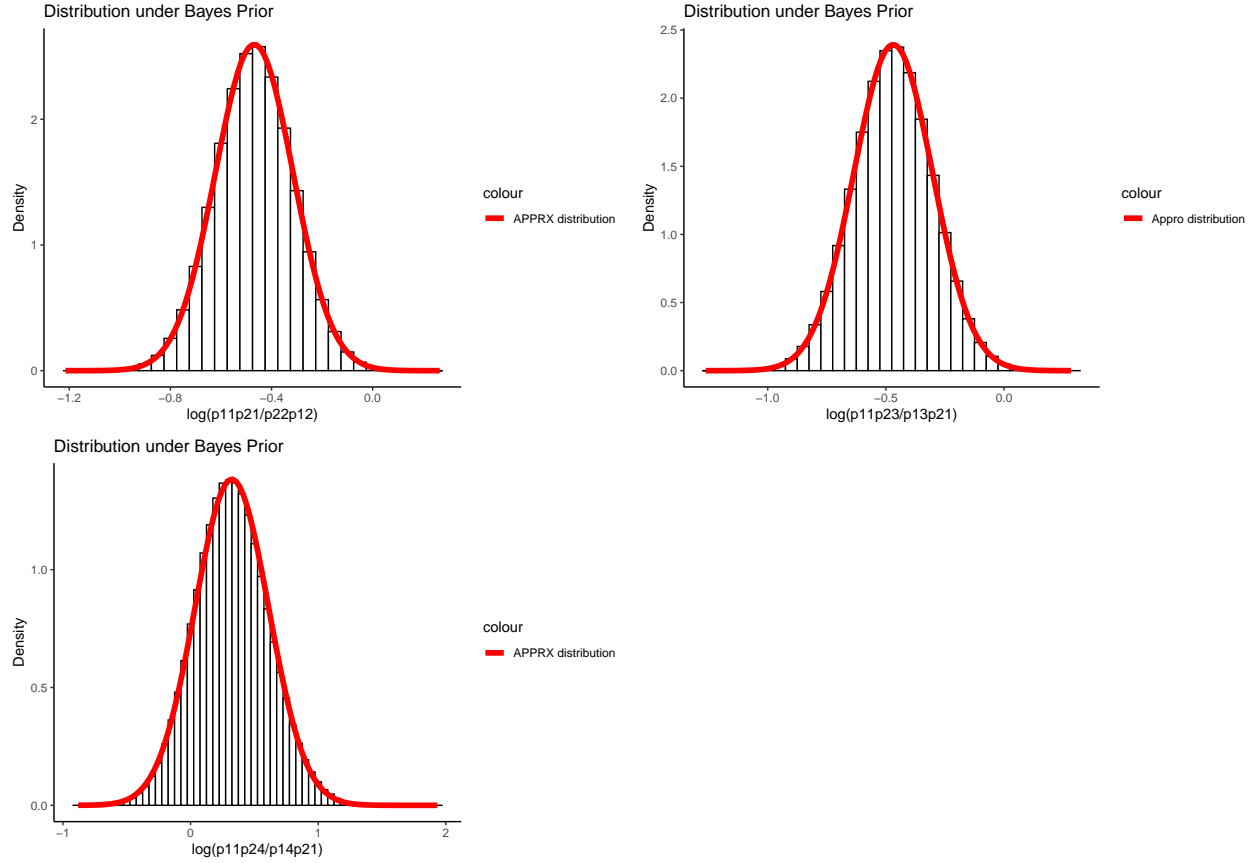 Distribution under Bayes Prior
Density
2
1
0
−1.2 −0.8 −0.4 0.0
log(p11p21/p22p12)
colour
APPRX distribution
Distribution under Bayes Prior
Density
2.5
2.0
1.5
1.0
0.5
0.0
−1.0 −0.5 0.0
log(p11p23/p13p21)
colour
Appro distribution
Distribution under Bayes Prior
Density
1.0
0.5
0.0
−1 0 1 2
log(p11p24/p14p21)
colour
APPRX distribution